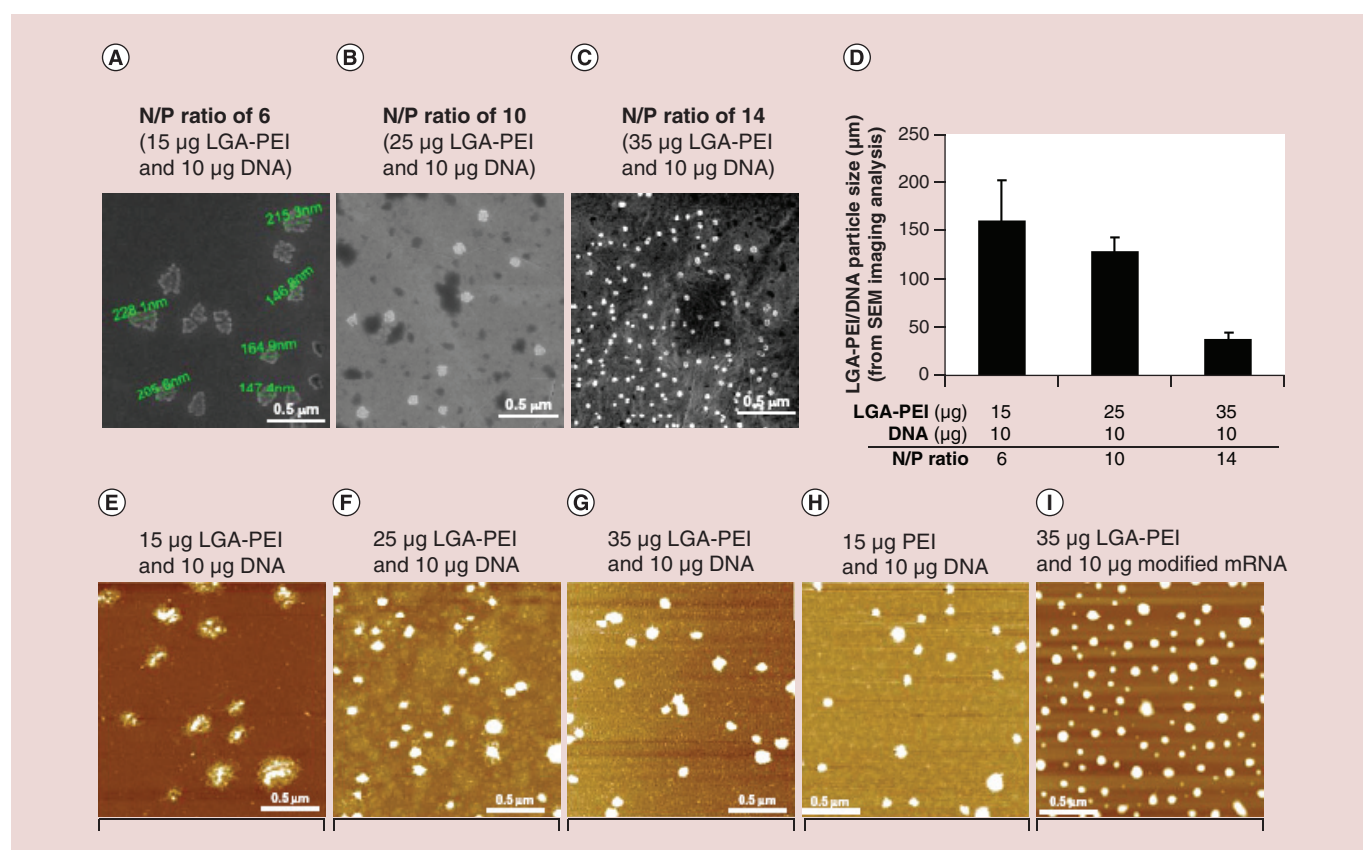 A
N/P ratio of 6
(15 µg LGA-PEI
and 10 µg DNA)
215.3nm
228.1nm
164.9nm
147.4nm
0.5 µm
B
N/P ratio of 10
(25 µg LGA-PEI
and 10 µg DNA)
0.5 µm
C
N/P ratio of 14
(35 µg LGA-PEI
and 10 µg DNA)
0.5 µm
D
LGA-PEI/DNA particle size (µm)
(from SEM imaging analysis)
250
200
150
100
50
0
LGA-PEI (µg) 15 25 35
DNA (µg) 10 10 10
N/P ratio 6 10 14
E
15 µg LGA-PEI
and 10 µg DNA
0.5 µm
F
25 µg LGA-PEI
and 10 µg DNA
0.5 µm
G
35 µg LGA-PEI
and 10 µg DNA
0.5 µm
H
15 µg PEI
and 10 µg DNA
0.5 µm
I
35 µg LGA-PEI
and 10 µg modified mRNA
0.5µm